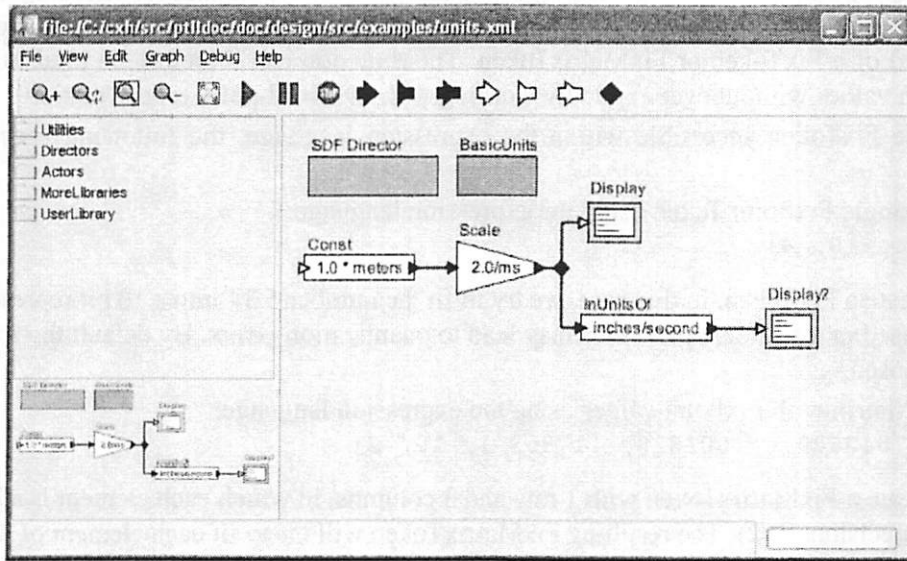 file:/C:/cxh/src/ptIIdoc/doc/design/src/examples/units.xml
File View Edit Graph Debug Help
Utilities
Directors
Actors
MoreLibraries
UserLibrary
SDF Director
BasicUnits
Display
Const
Scale
1.0 * meters
2.0/ms
InUnitsOf
Display?
inches/second